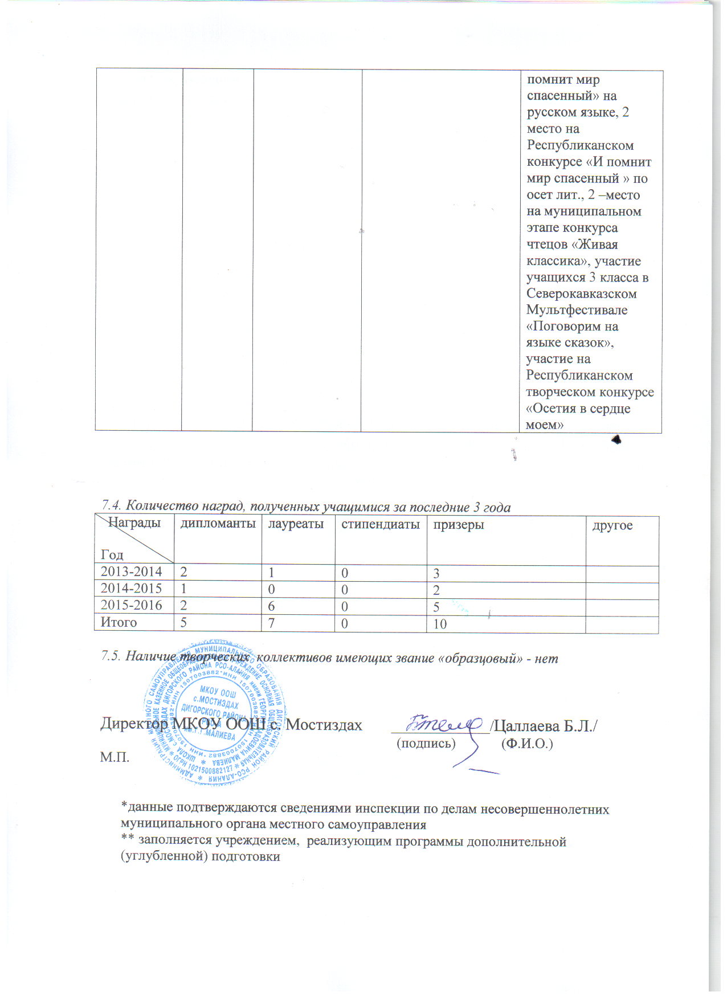 помнит мир
спасенный» на
русском языке, 2
место на
Республиканском
конкурсе «И помнит
мир спасенный » по
осет лит., 2 –место
на муниципальном
этапе конкурса
чтецов «Живая
классика», участие
учащихся 3 класса в
Северокавказском
Мультфестивале
«Поговорим на
языке сказок»,
участие на
Республиканском
творческом конкурсе
«Осетия в сердце
моем»
7.4. Количество наград, полученных учащимися за последние 3 года
Награды дипломанты лауреаты стипендиаты призеры другое
Год
2013-2014 2 1 0 3
2014-2015 1 0 0 2
2015-2016 2 6 0 5
Итого 5 7 0 10
7.5. Наличие творческих коллективов имеющих звание «образцовый» - нет
МКОУ ООШ
с.МОСТИЗДАХ
ДИГОРСКОГО РАЙОНА
РСО-А
ИМ.Г.Г.МАЛИЕВА
ИНН 1507003882
ОГРН 1021500882127
Директор МКОУ ООШ с. Мостиздах /Цаллаева Б.Л./
(подпись) (Ф.И.О.)
М.П.
*данные подтверждаются сведениями инспекции по делам несовершеннолетних
муниципального органа местного самоуправления
** заполняется учреждением, реализующим программы дополнительной
(углубленной) подготовки